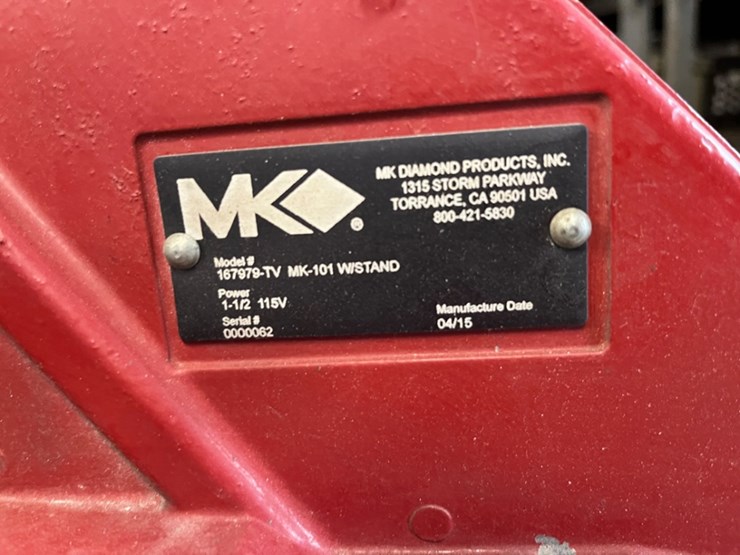 MK
MK DIAMOND PRODUCTS, INC.
1315 STORM PARKWAY
TORRANCE, CA 90501 USA
800-421-5830
Model #
167979-TV MK-101 W/STAND
Power
1-1/2 115V
Serial #
0000062
Manufacture Date
04/15